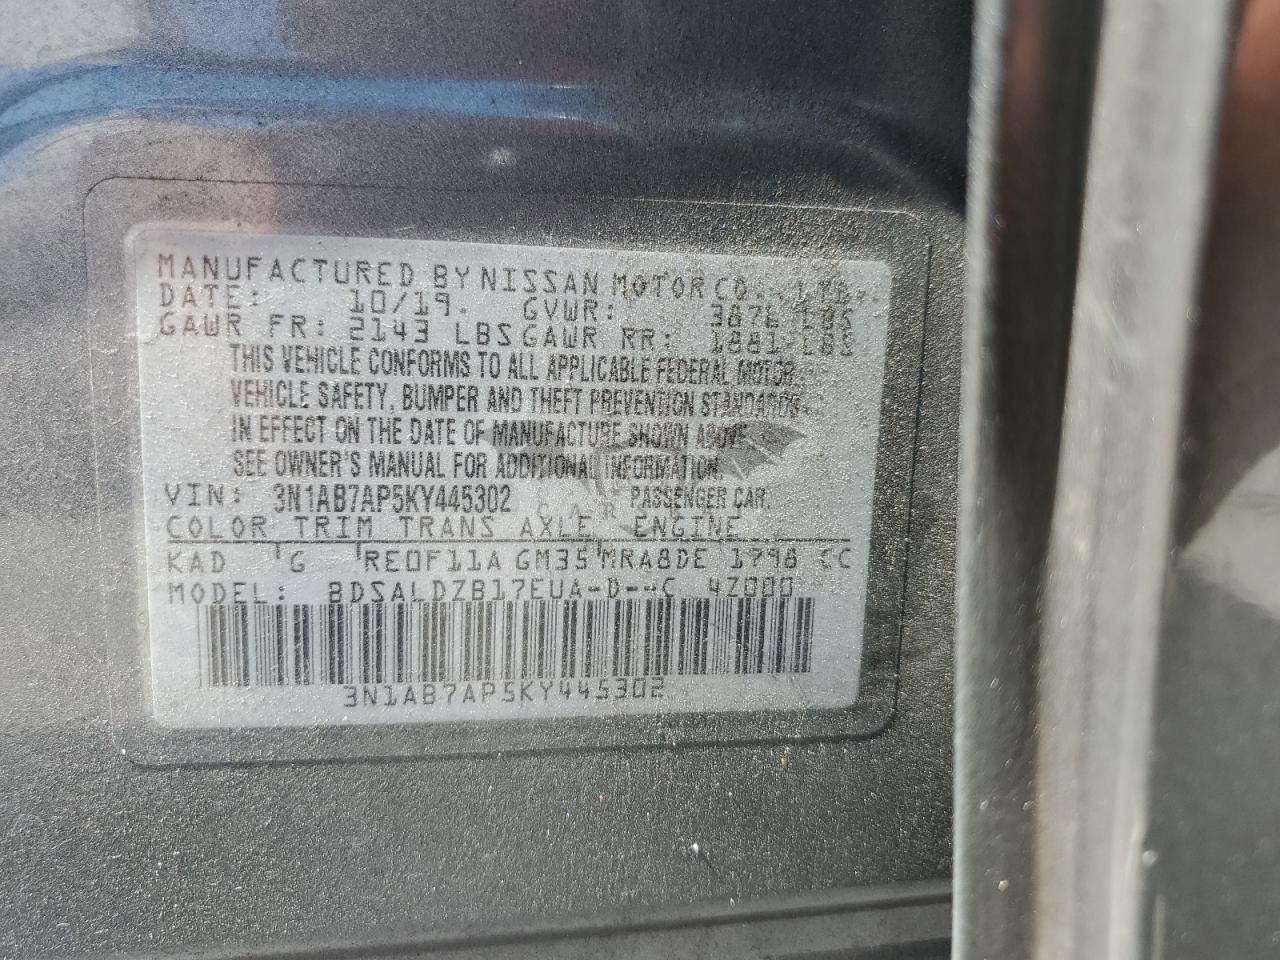 MANUFACTURED BY NISSAN MOTOR CO., LTD.
DATE: 10/19. GVWR: 3876 LBS
GAWR FR: 2143 LBS GAWR RR: 1881 LBS
THIS VEHICLE CONFORMS TO ALL APPLICABLE FEDERAL MOTOR
VEHICLE SAFETY, BUMPER AND THEFT PREVENTION STANDARDS
IN EFFECT ON THE DATE OF MANUFACTURE SHOWN ABOVE
SEE OWNER'S MANUAL FOR ADDITIONAL INFORMATION.
VIN: 3N1AB7AP5KY445302 PASSENGER CAR.
COLOR TRIM TRANS AXLE ENGINE
KAD G RE0F11A GM35 MRA8DE 1798 CC
MODEL: BDSALDZB17EUA-D--C 4Z000
3N1AB7AP5KY445302